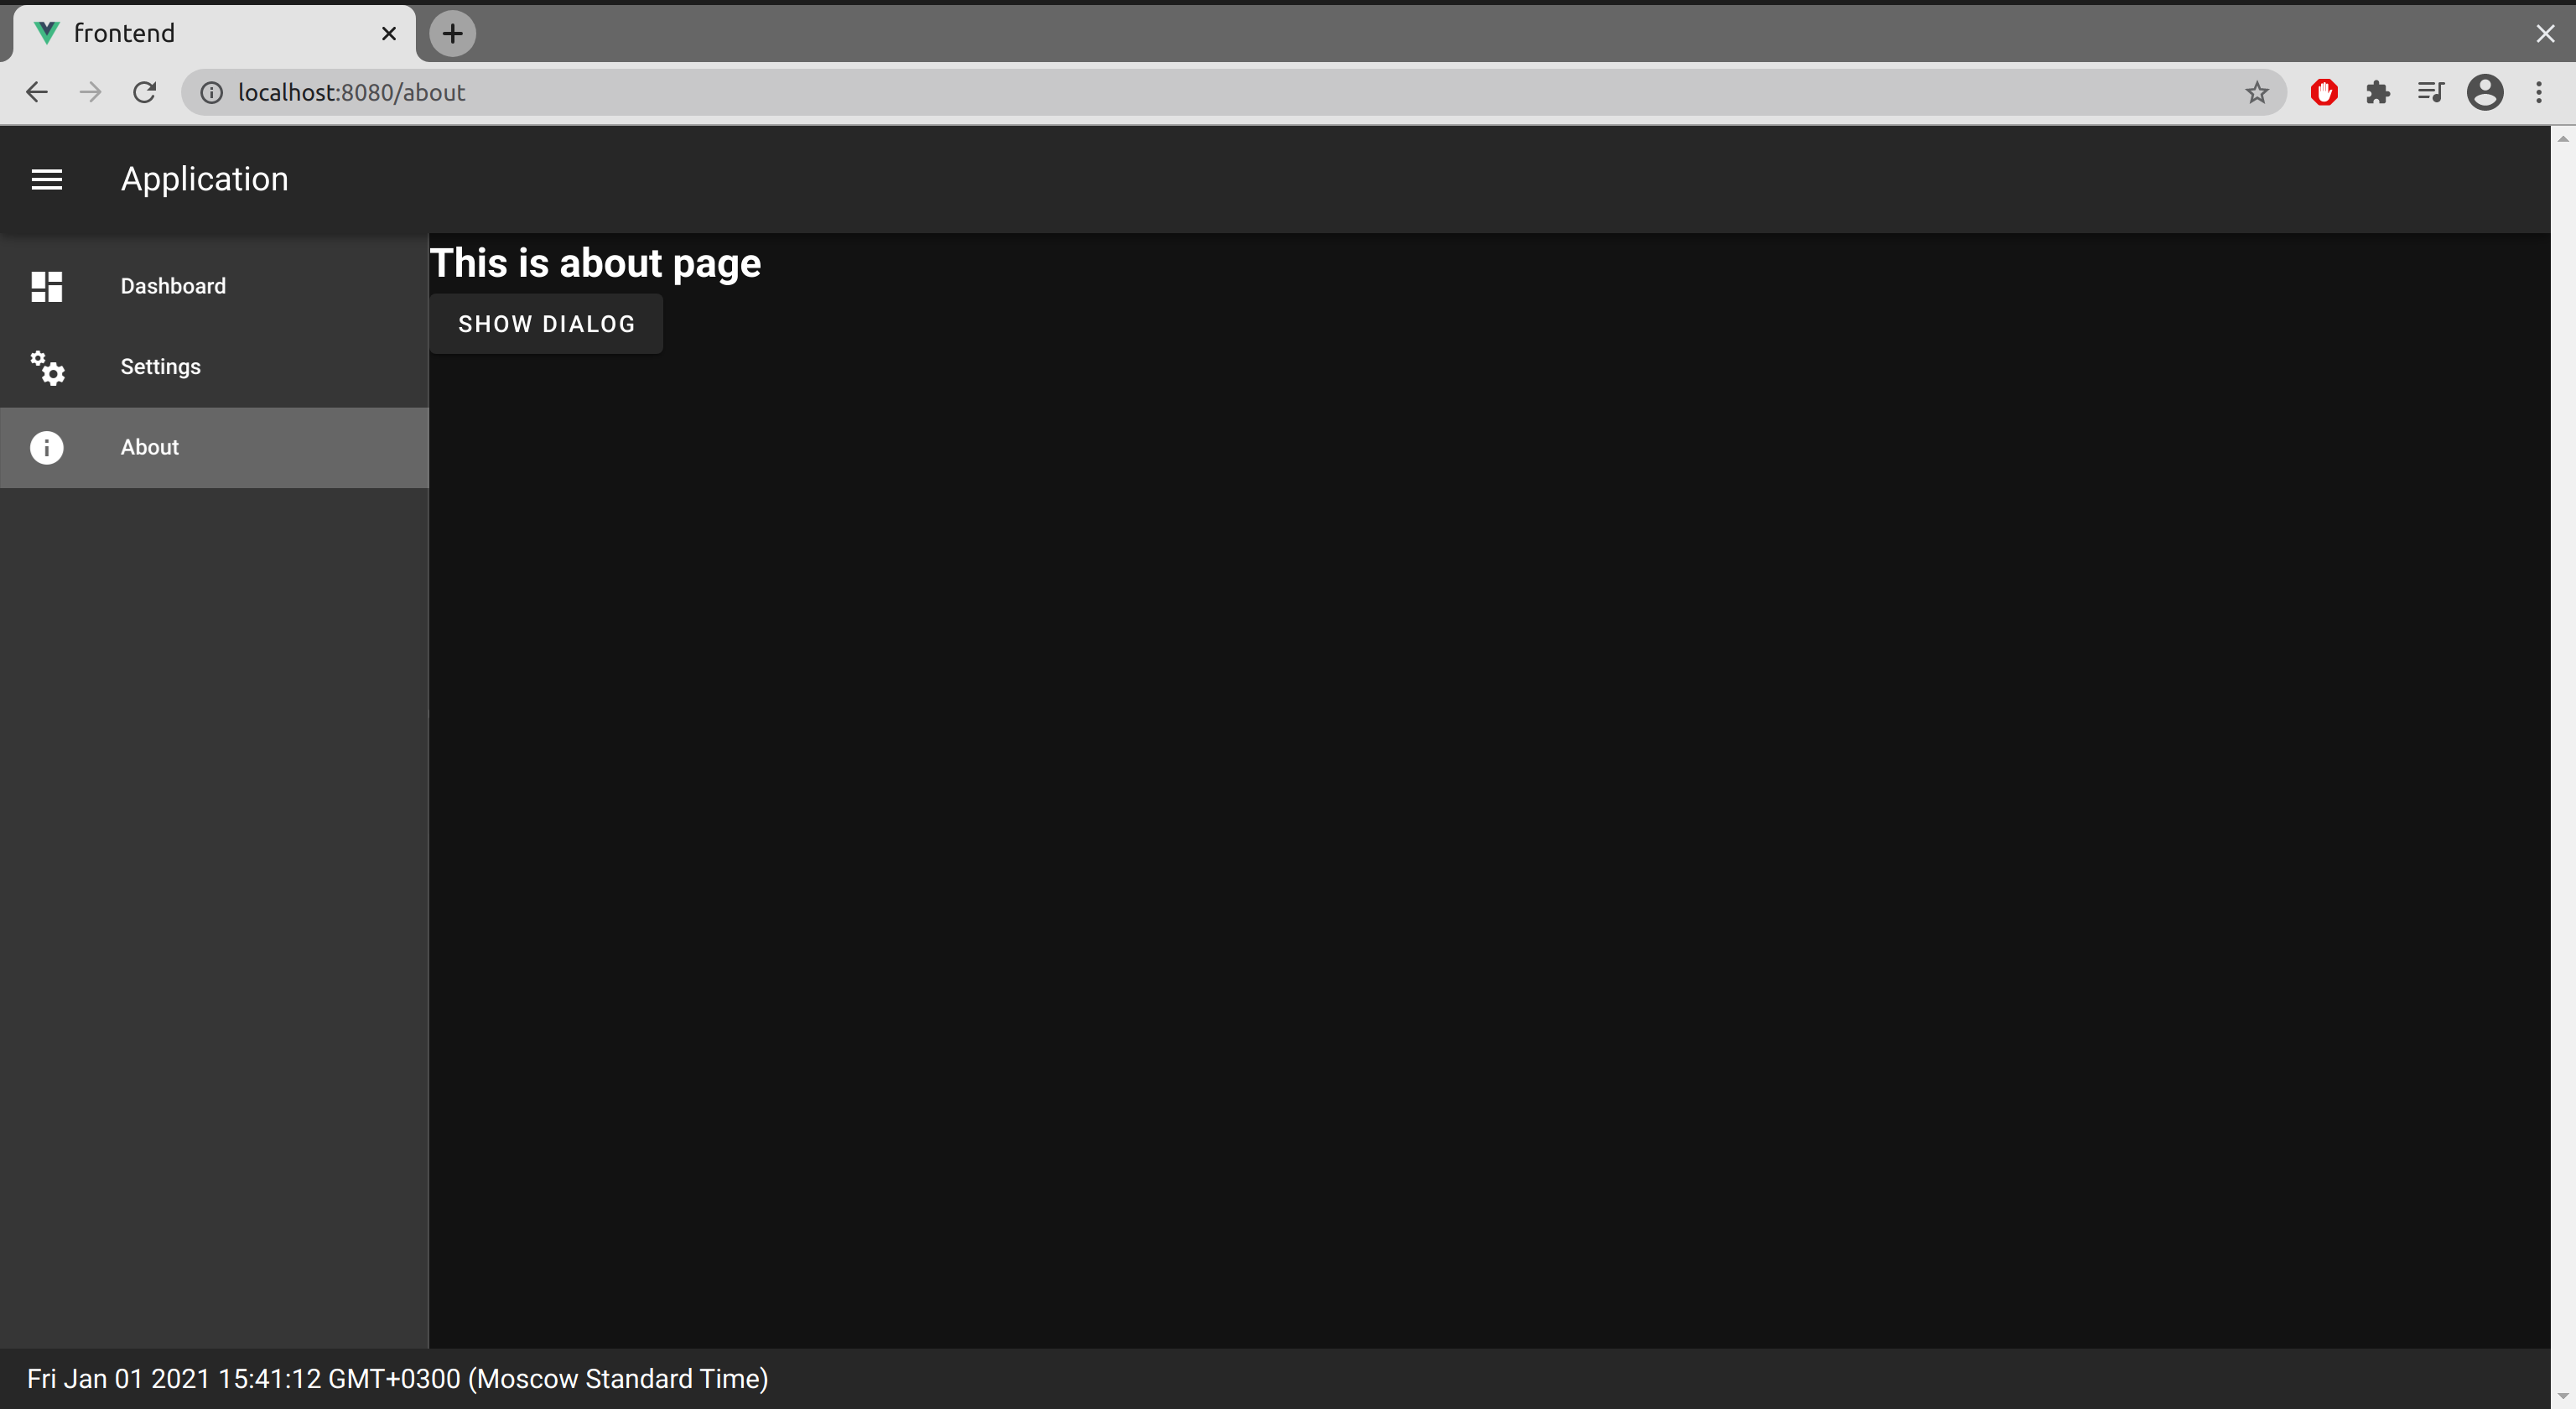 frontend
localhost:8080/about
Application
Dashboard
Settings
About
This is about page
SHOW DIALOG
Fri Jan 01 2021 15:41:12 GMT+0300 (Moscow Standard Time)